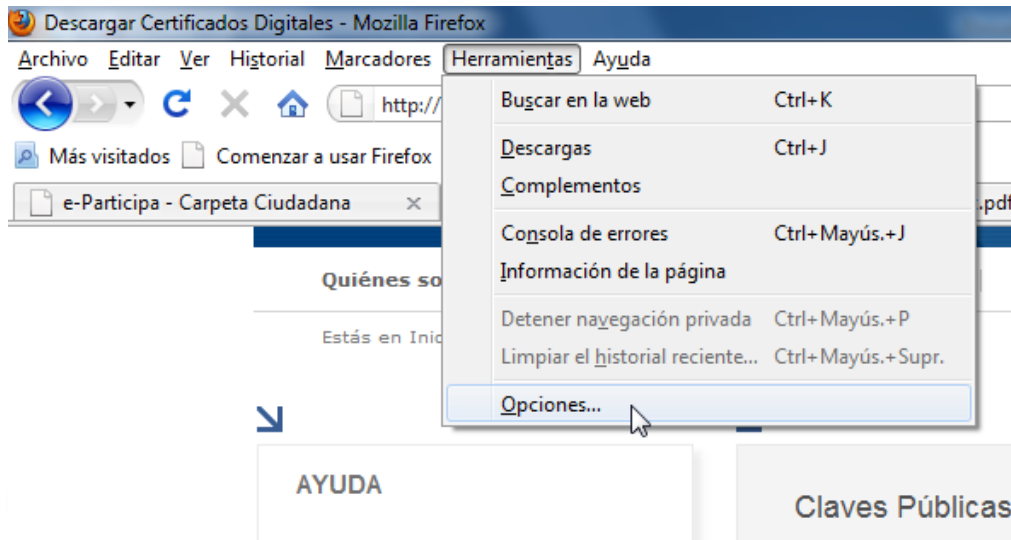 Descargar Certificados Digitales - Mozilla Firefox
Archivo Editar Ver Historial Marcadores Herramientas Ayuda
http://
Más visitados Comenzar a usar Firefox
e-Participa - Carpeta Ciudadana
.pdf
Buscar en la web Ctrl+K
Descargas Ctrl+J
Complementos
Consola de errores Ctrl+Mayús.+J
Información de la página
Detener navegación privada Ctrl+Mayús.+P
Limpiar el historial reciente... Ctrl+Mayús.+Supr.
Opciones...
Quiénes so
Estás en Inic
AYUDA
Claves Públicas